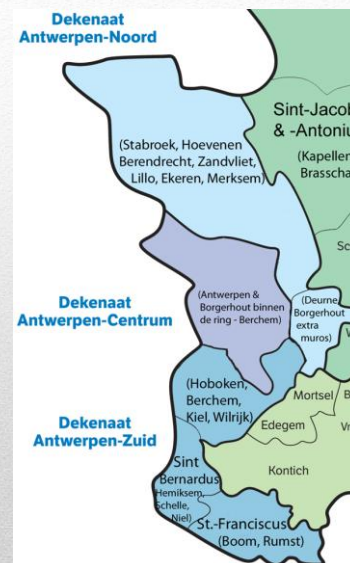 Dekenaat
Antwerpen-Noord
Sint-Jacob
& -Antoniu
(Stabroek, Hoevenen
Berendrecht, Zandvliet,
Lillo, Ekeren, Merksem)
(Kapellen
Brasscha
Sc
Dekenaat
Antwerpen-Centrum
(Antwerpen &
Borgerhout binnen
de ring - Berchem)
(Deurne,
Borgerhout
extra
muros)
V
(Hoboken,
Berchem,
Kiel, Wilrijk)
Mortsel
B
Dekenaat
Antwerpen-Zuid
Edegem
Vr
Kontich
Sint
Bernardus
(Hemiksem,
Schelle,
Niel)
St.-Franciscus
(Boom, Rumst)